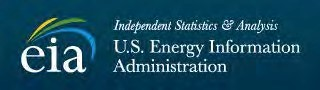 eia
Independent Statistics & Analysis
U.S. Energy Information
Administration